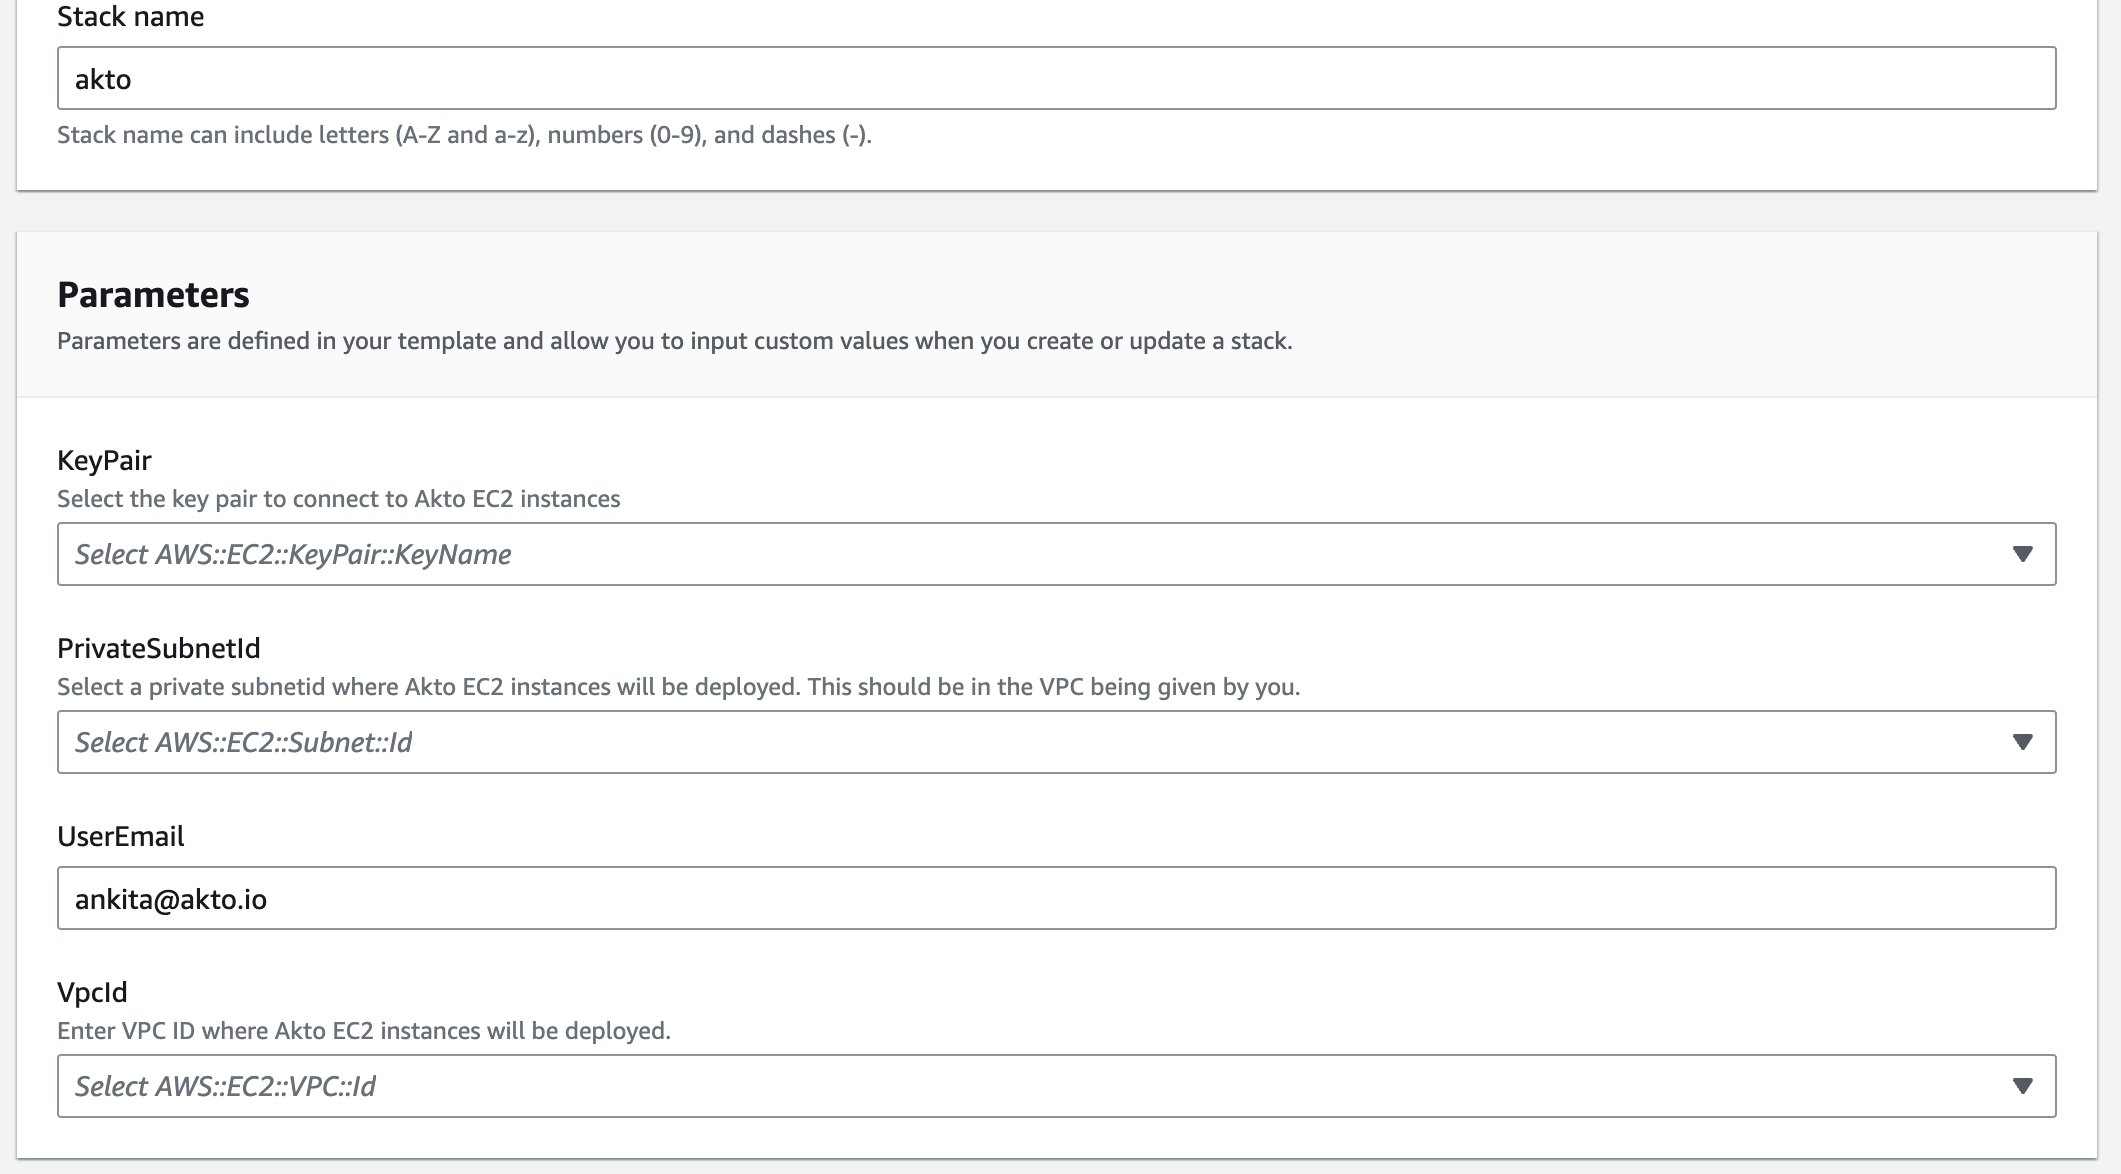 Stack name
akto
Stack name can include letters (A-Z and a-z), numbers (0-9), and dashes (-).
Parameters
Parameters are defined in your template and allow you to input custom values when you create or update a stack.
KeyPair
Select the key pair to connect to Akto EC2 instances
Select AWS::EC2::KeyPair::KeyName
PrivateSubnetId
Select a private subnetid where Akto EC2 instances will be deployed. This should be in the VPC being given by you.
Select AWS::EC2::Subnet::Id
UserEmail
ankita@akto.io
VpcId
Enter VPC ID where Akto EC2 instances will be deployed.
Select AWS::EC2::VPC::Id